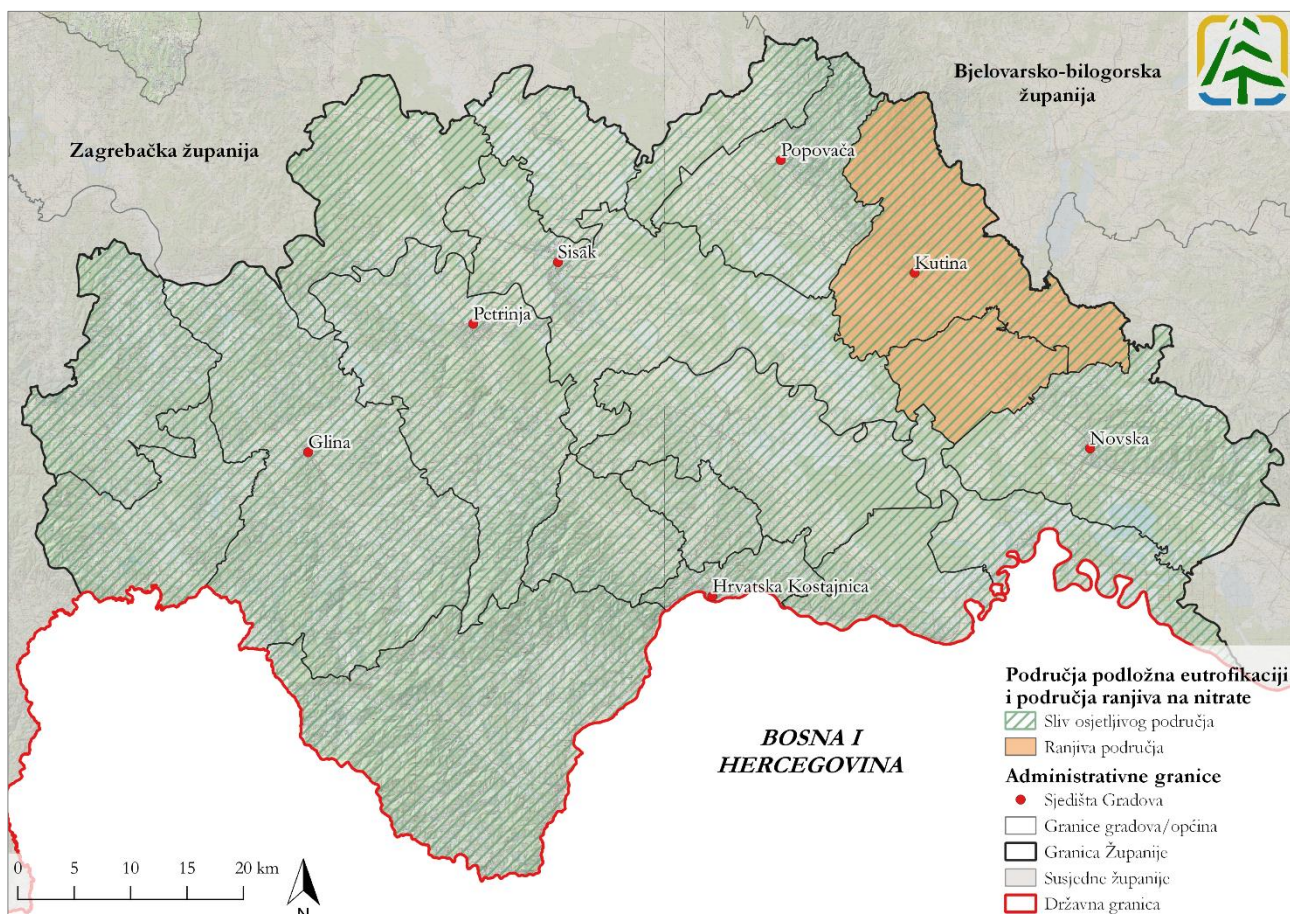 Bjelovarsko-bilogorska
županija
Zagrebačka županija
Popovača
Sisak
Kutina
Petrinja
Glina
Novska
Hrvatska Kostajnica
BOSNA I
HERCEGOVINA
Područja podložna eutrofikaciji
i područja ranjiva na nitrate
Sliv osjetljivog područja
Ranjiva područja
Administrativne granice
Sjedišta Gradova
Granice gradova/općina
Granica Županije
Susjedne županije
Državna granica
0 5 10 15 20 km
N